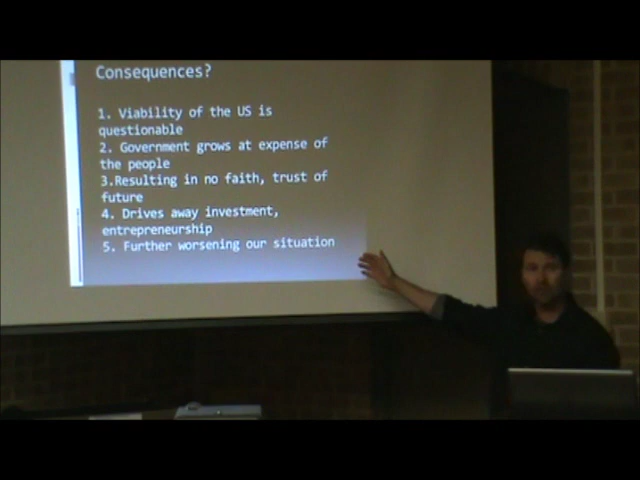 Consequences?
1. Viability of the US is
questionable
2. Government grows at expense of
the people
3.Resulting in no faith, trust of
future
4. Drives away investment,
entrepreneurship
5. Further worsening our situation